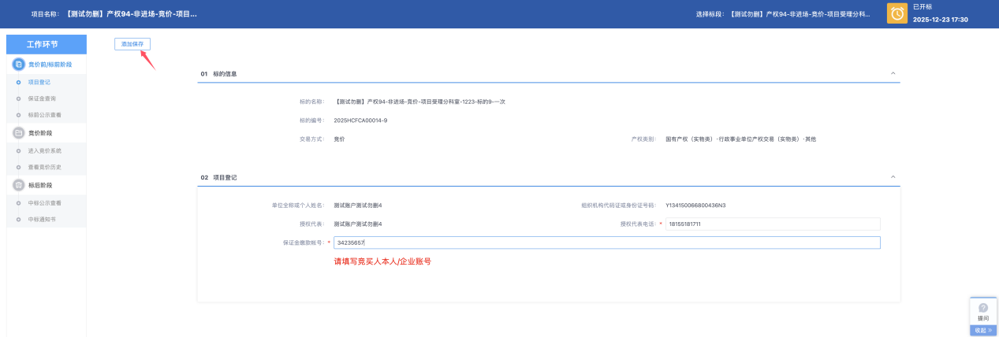 项目名称： 【测试勿删】产权94-非进场-竞价-项目...
选择标段： 【测试勿删】产权94-非进场-竞价-项目受理分科...
已开标
2025-12-23 17:30
工作环节
竞价前/标前阶段
项目登记
保证金查询
标前公示查看
竞价阶段
进入竞价系统
查看竞价历史
标后阶段
中标公示查看
中标通知书
添加保存
01 标的信息
标的名称： 【测试勿删】产权94-非进场-竞价-项目受理分科室-1223-标的9-一次
标的编号： 2025HCFCA00014-9
交易方式： 竞价 产权类别： 国有产权（实物类）·行政事业单位产权交易（实物类）·其他
02 项目登记
单位全称或个人姓名： 测试账户测试勿删4 组织机构代码证或身份证号码： Y134150066800436N3
授权代表： 测试账户测试勿删4 授权代表电话： * 18155181711
保证金缴款帐号： * 34235657
请填写竞买人本人/企业账号
提问
收起 »